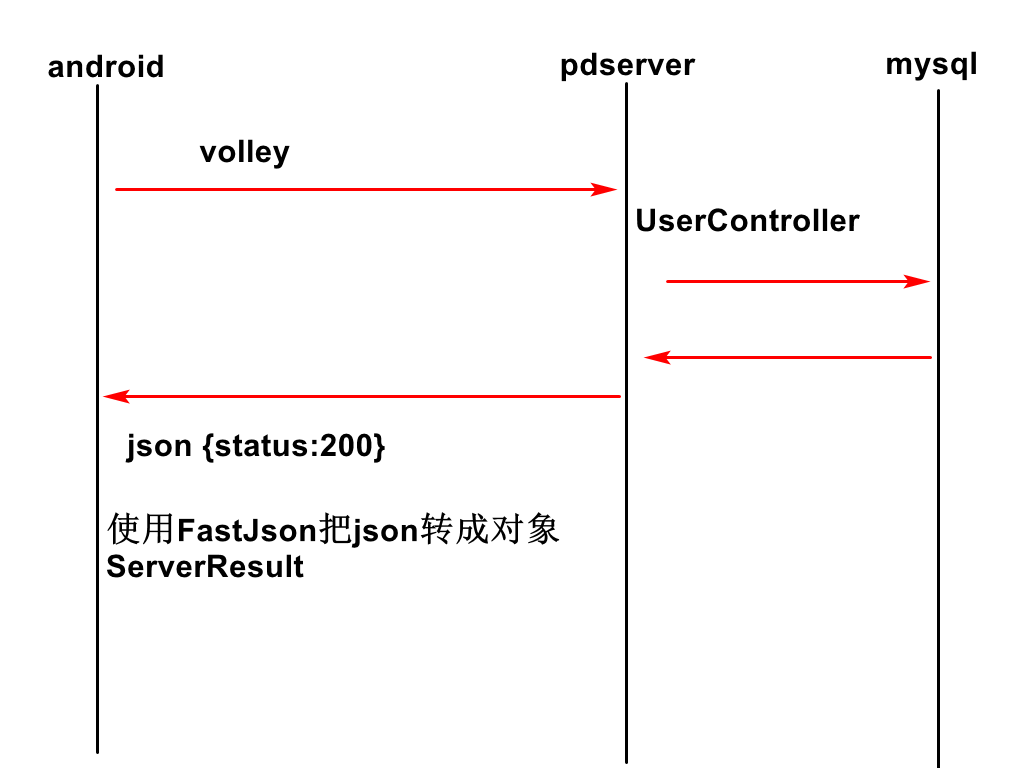 android
pdserver
mysql
volley
UserController
json {status:200}
使用FastJson把json转成对象
ServerResult